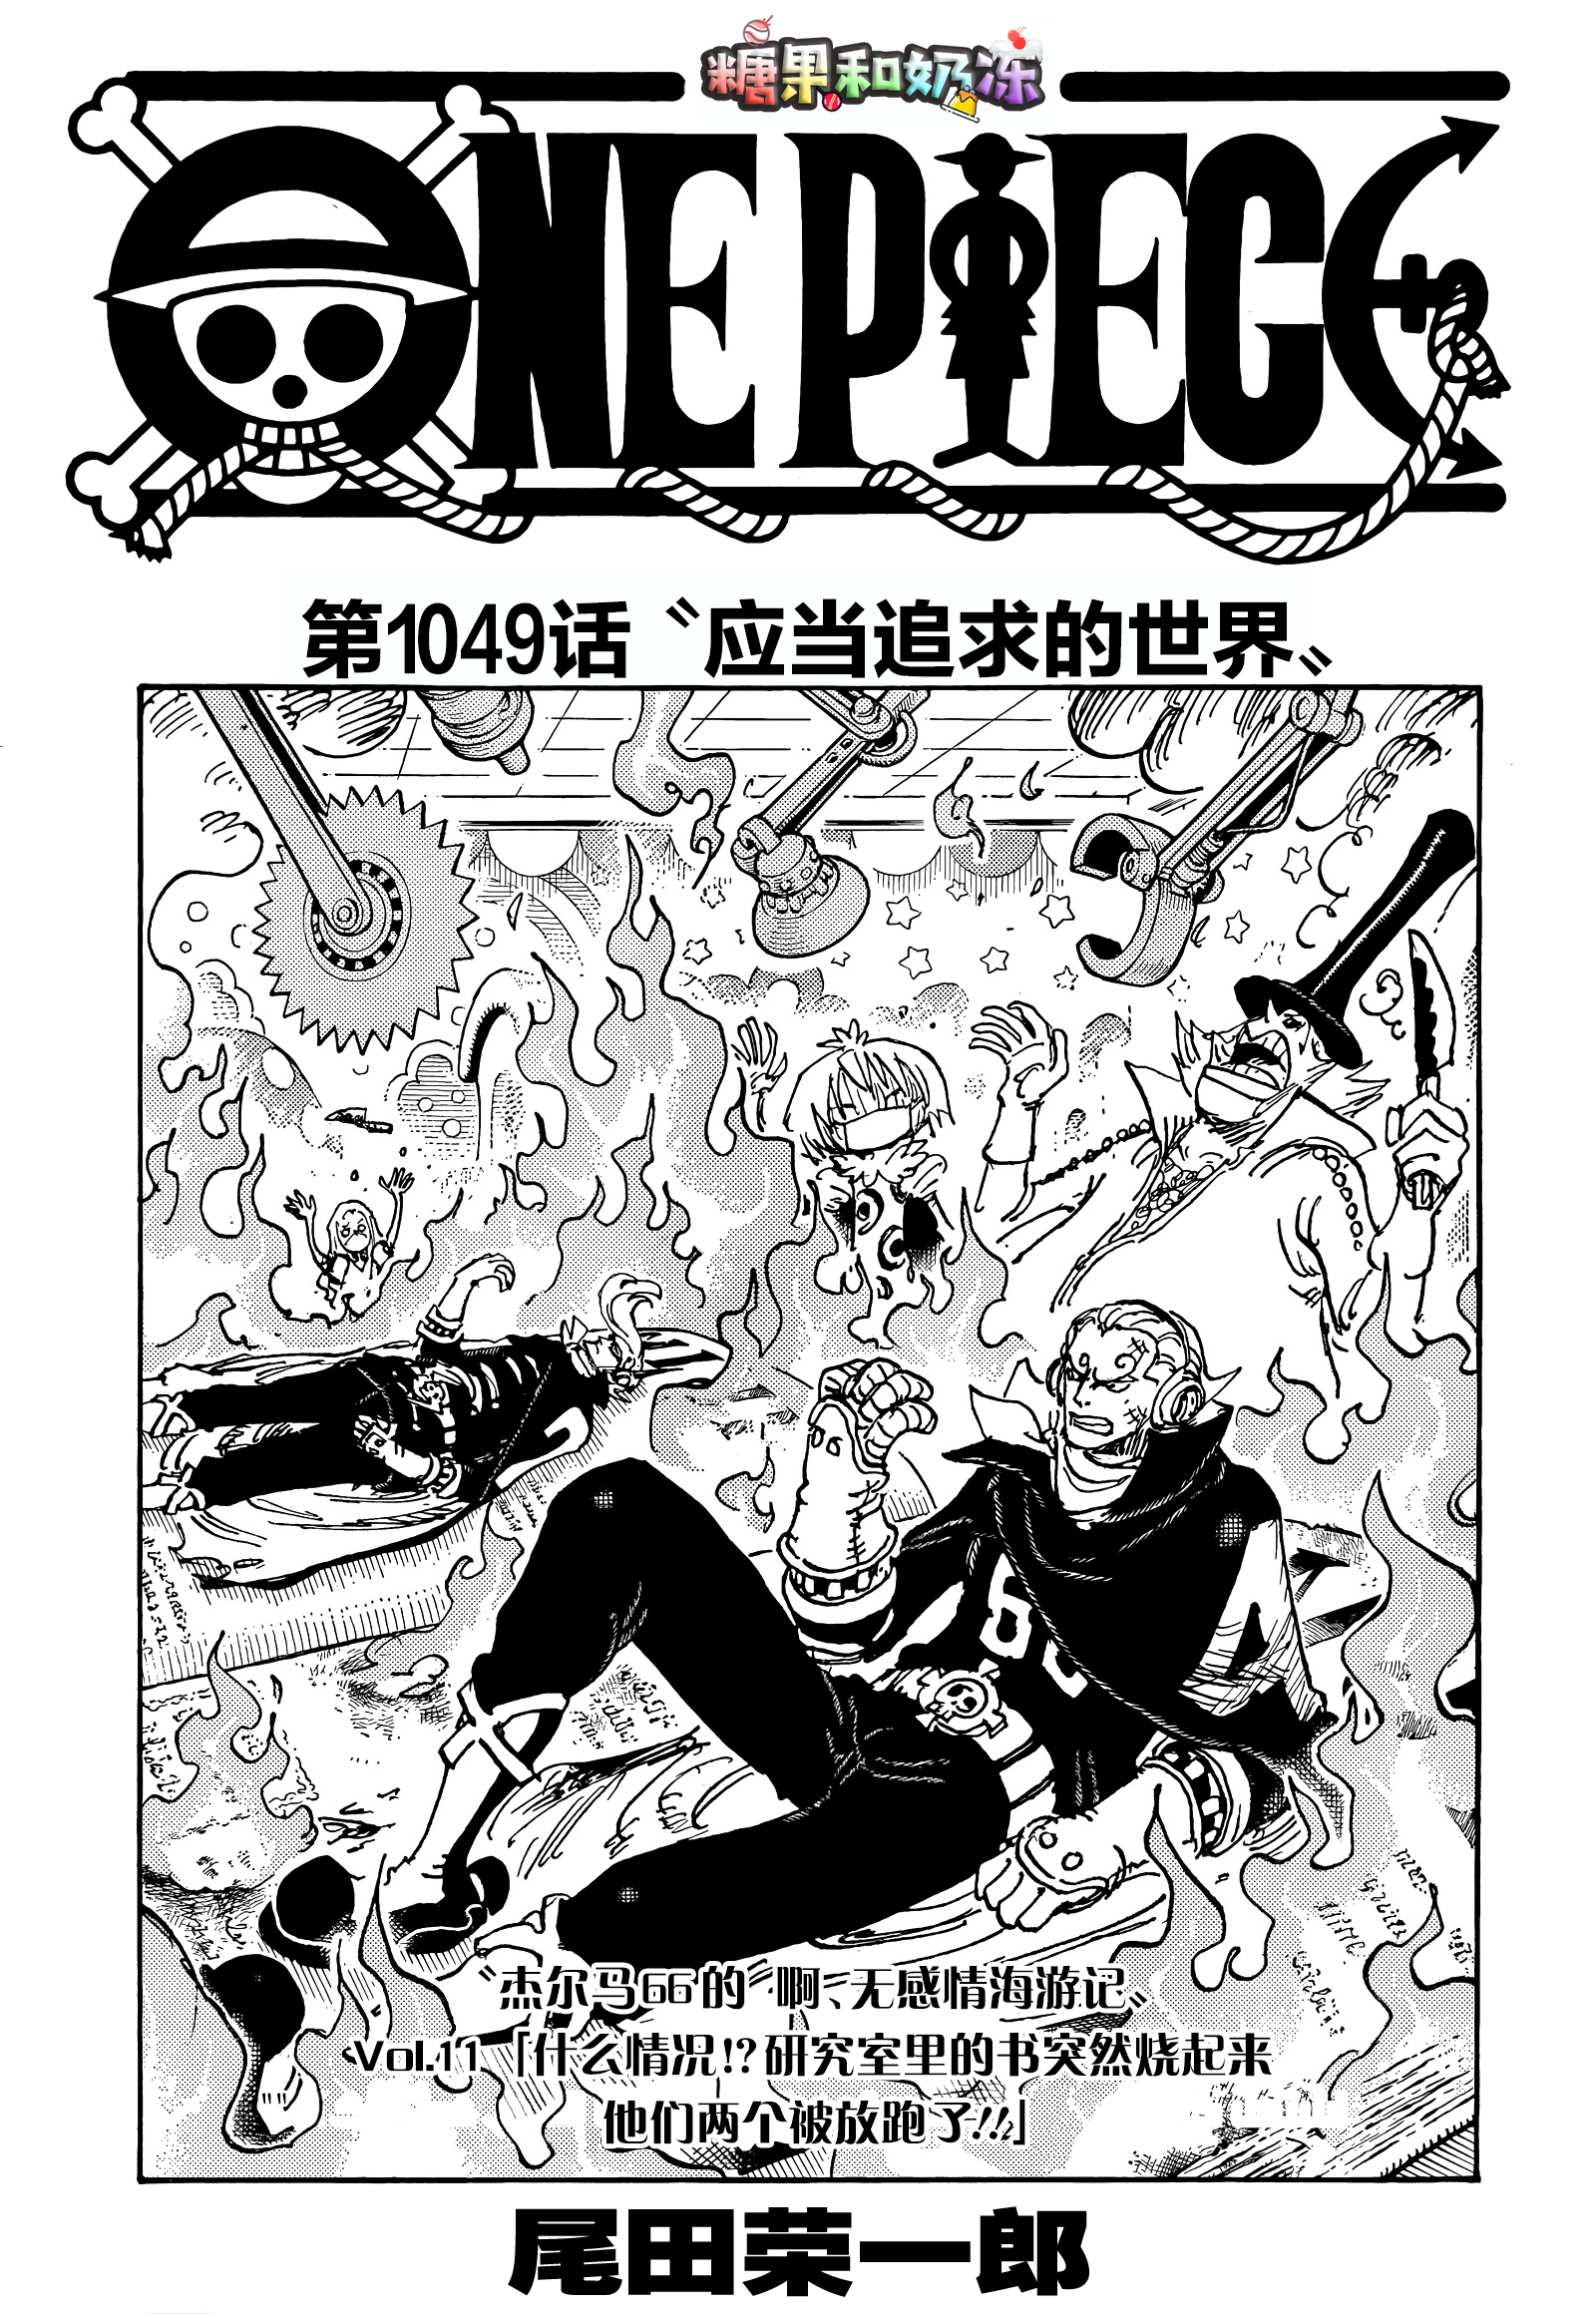 糖果和奶冻
ONE PIECE
第1049话〝应当追求的世界〟
66
〝杰尔马66的 啊、无感情海游记〟
Vol.11「什么情况!?研究室里的书突然烧起来
他们两个被放跑了!!」
尾田荣一郎